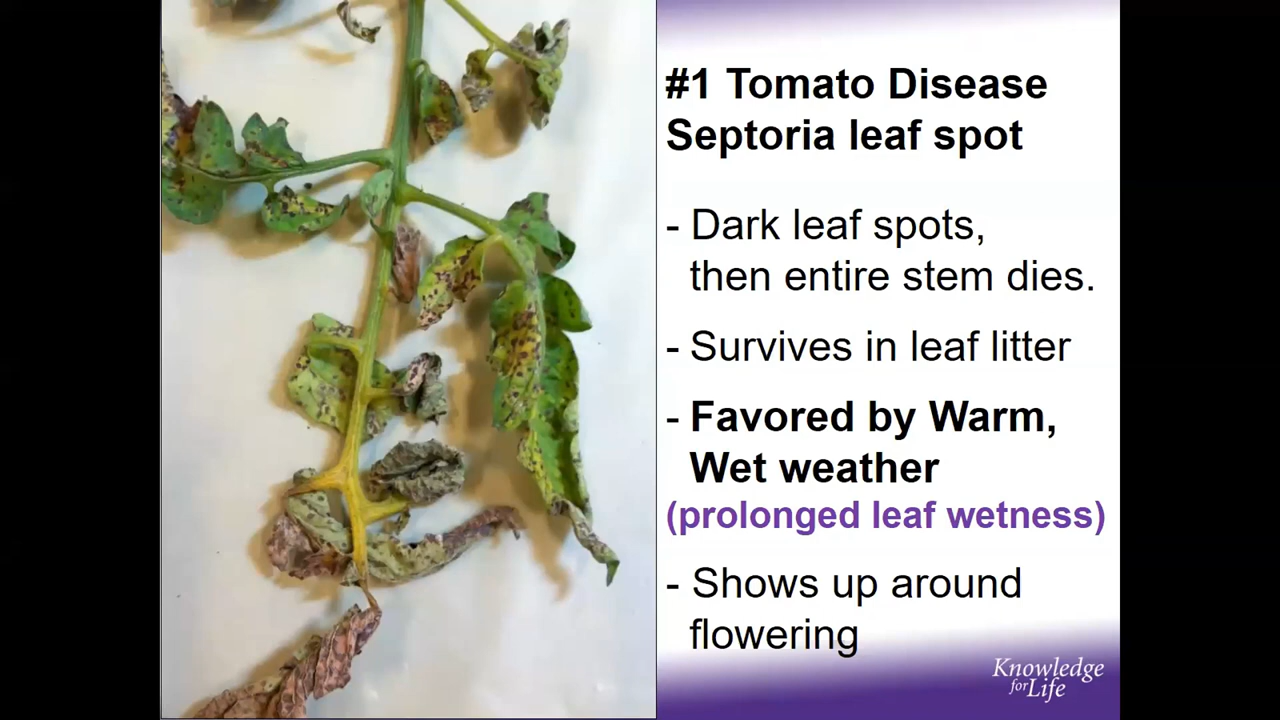 #1 Tomato Disease
Septoria leaf spot
- Dark leaf spots,
then entire stem dies.
- Survives in leaf litter
- Favored by Warm,
Wet weather
(prolonged leaf wetness)
- Shows up around
flowering
Knowledge
for Life